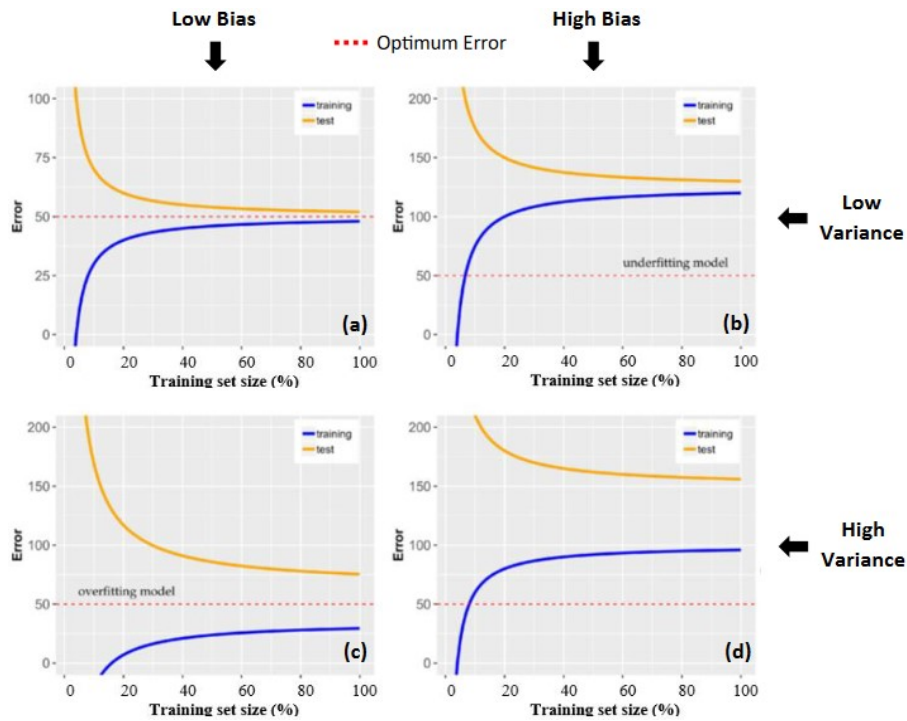 Low Bias
High Bias
Optimum Error
100
75
50
25
0
Error
training
test
(a)
0 20 40 60 80 100
Training set size (%)
200
150
100
50
0
Error
training
test
underfitting model
(b)
0 20 40 60 80 100
Training set size (%)
Low
Variance
200
150
100
50
0
Error
training
test
overfitting model
(c)
0 20 40 60 80 100
Training set size (%)
200
150
100
50
0
Error
training
test
(d)
0 20 40 60 80 100
Training set size (%)
High
Variance